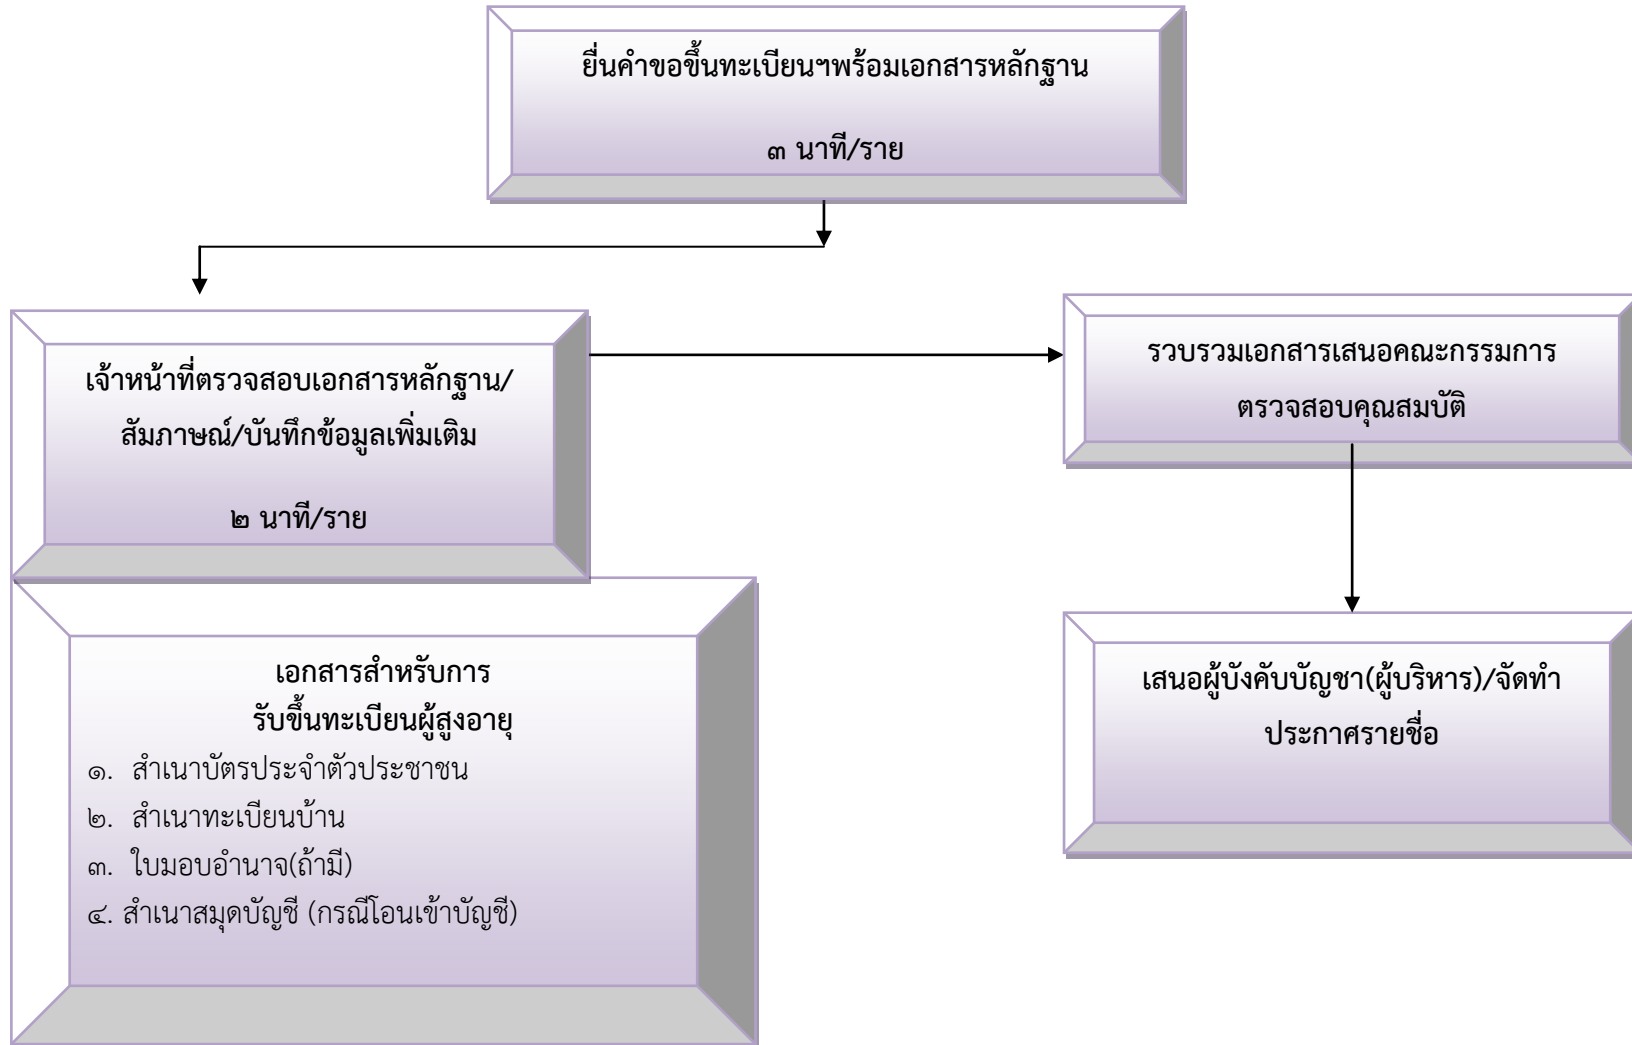 ยื่นคำขอขึ้นทะเบียนฯพร้อมเอกสารหลักฐาน
๓ นาที/ราย
เจ้าหน้าที่ตรวจสอบเอกสารหลักฐาน/
สัมภาษณ์/บันทึกข้อมูลเพิ่มเติม
๒ นาที/ราย
รวบรวมเอกสารเสนอคณะกรรมการ
ตรวจสอบคุณสมบัติ
เสนอผู้บังคับบัญชา(ผู้บริหาร)/จัดทำ
ประกาศรายชื่อ
เอกสารสำหรับการ
รับขึ้นทะเบียนผู้สูงอายุ
๑. สำเนาบัตรประจำตัวประชาชน
๒. สำเนาทะเบียนบ้าน
๓. ใบมอบอำนาจ(ถ้ามี)
๔. สำเนาสมุดบัญชี (กรณีโอนเข้าบัญชี)